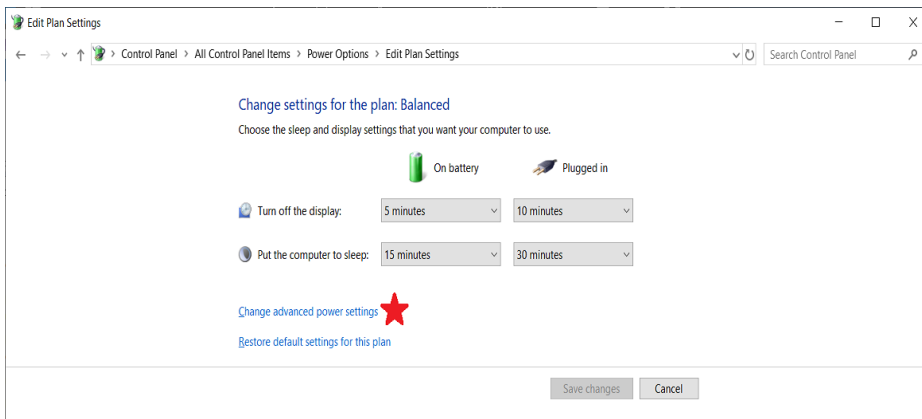 Edit Plan Settings
Control Panel > All Control Panel Items > Power Options > Edit Plan Settings
Search Control Panel
Change settings for the plan: Balanced
Choose the sleep and display settings that you want your computer to use.
On battery Plugged in
Turn off the display: 5 minutes 10 minutes
Put the computer to sleep: 15 minutes 30 minutes
Change advanced power settings
Restore default settings for this plan
Save changes Cancel